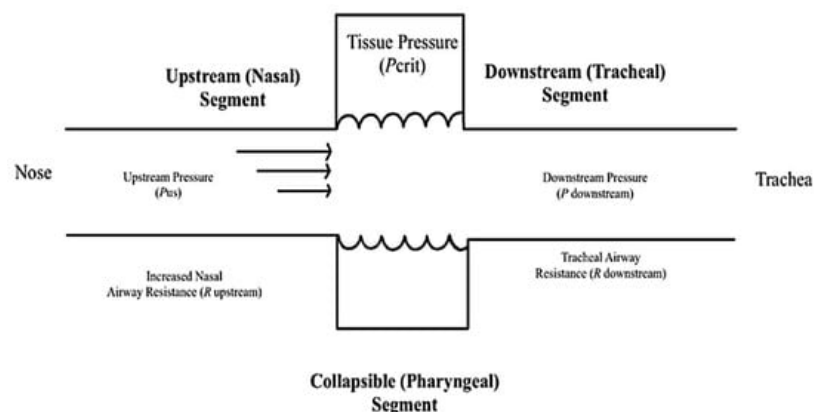 Tissue Pressure
(Pcrit)
Upstream (Nasal)
Segment
Downstream (Tracheal)
Segment
Nose
Upstream Pressure
(Pus)
Downstream Pressure
(P downstream)
Trachea
Increased Nasal
Airway Resistance (R upstream)
Tracheal Airway
Resistance (R downstream)
Collapsible (Pharyngeal)
Segment